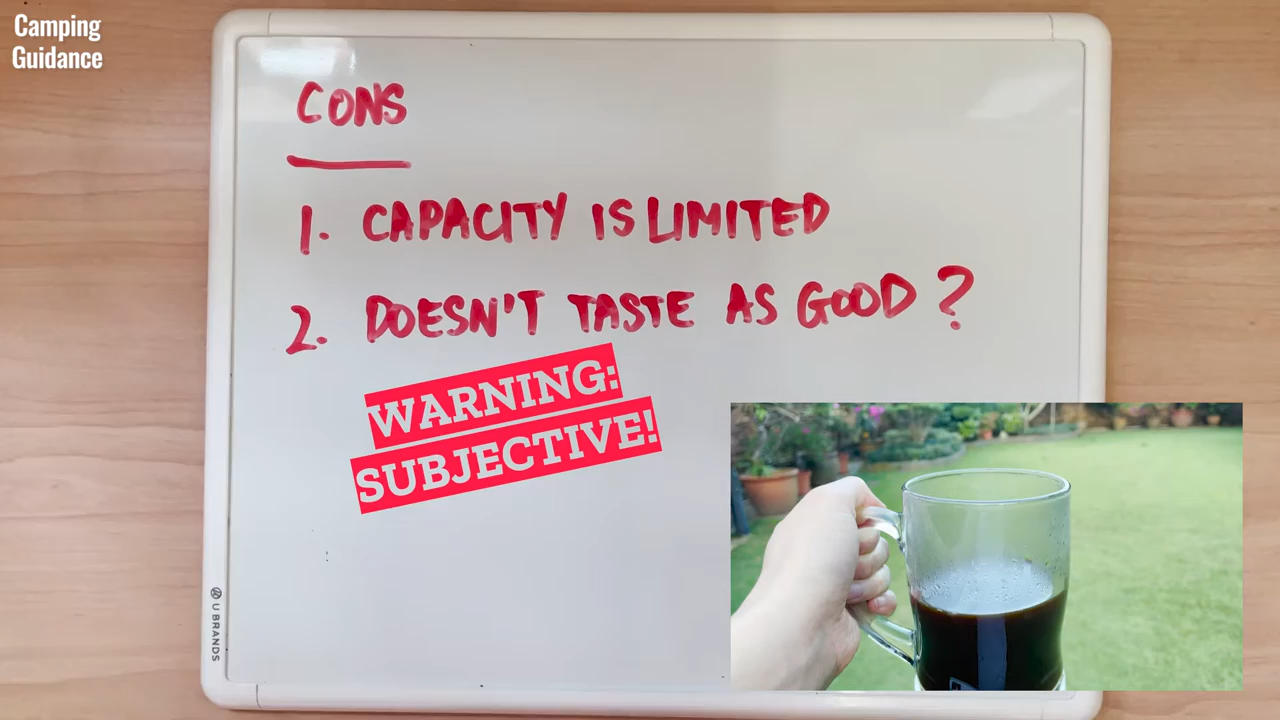 Camping
Guidance
CONS
1. CAPACITY IS LIMITED
2. DOESN'T TASTE AS GOOD?
WARNING:
SUBJECTIVE!
U BRANDS